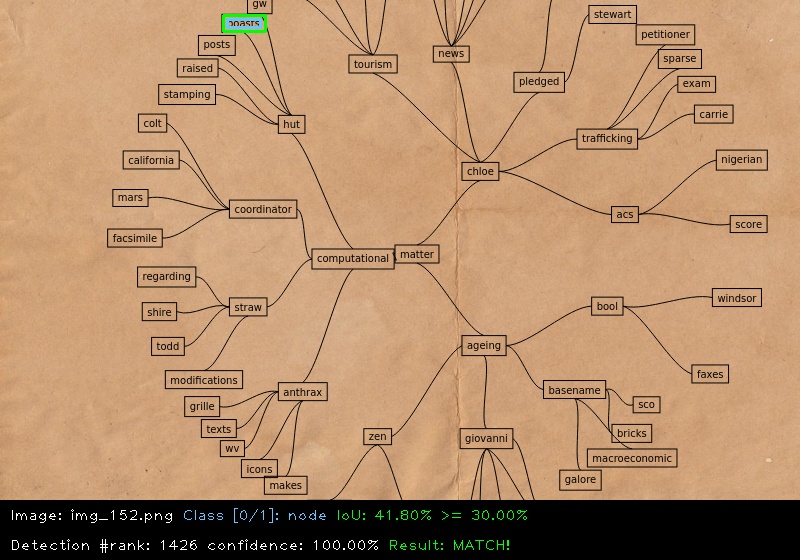 gw
boasts
stewart
petitioner
posts
tourism
news
sparse
raised
pledged
exam
stamping
carrie
colt
hut
trafficking
california
nigerian
chloe
mars
coordinator
acs
score
facsimile
computational
matter
regarding
windsor
shire
straw
bool
todd
ageing
modifications
faxes
anthrax
basename
grille
sco
texts
bricks
wv
zen
giovanni
icons
macroeconomic
makes
galore
Image: img_152.png Class [0/1]: node IoU: 41.80% >= 30.00%
Detection #rank: 1426 confidence: 100.00% Result: MATCH!